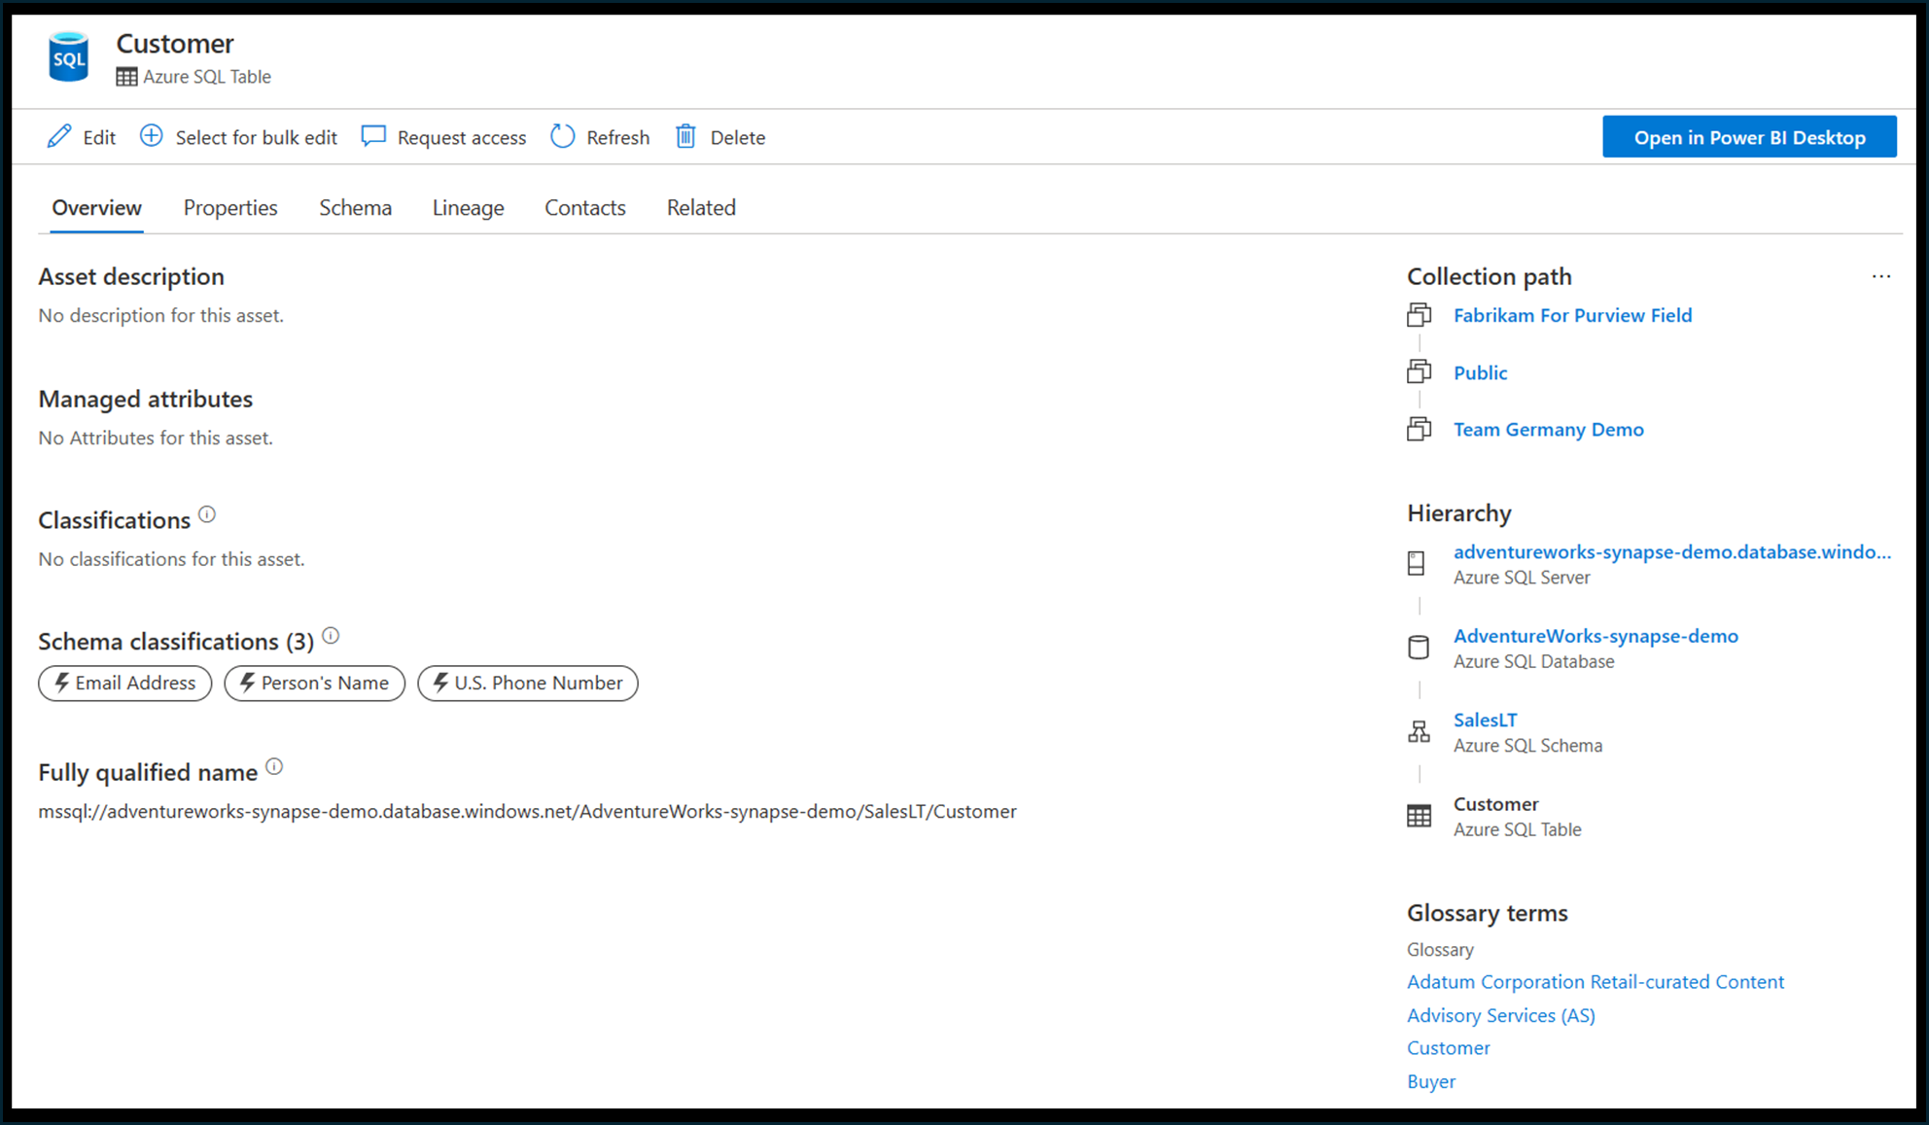 SQL
Customer
Azure SQL Table
Edit
Select for bulk edit
Request access
Refresh
Delete
Open in Power BI Desktop
Overview
Properties
Schema
Lineage
Contacts
Related
Asset description
No description for this asset.
Managed attributes
No Attributes for this asset.
Classifications
No classifications for this asset.
Schema classifications (3)
Email Address
Person's Name
U.S. Phone Number
Fully qualified name
mssql://adventureworks-synapse-demo.database.windows.net/AdventureWorks-synapse-demo/SalesLT/Customer
Collection path
...
Fabrikam For Purview Field
Public
Team Germany Demo
Hierarchy
adventureworks-synapse-demo.database.windo...
Azure SQL Server
AdventureWorks-synapse-demo
Azure SQL Database
SalesLT
Azure SQL Schema
Customer
Azure SQL Table
Glossary terms
Glossary
Adatum Corporation Retail-curated Content
Advisory Services (AS)
Customer
Buyer